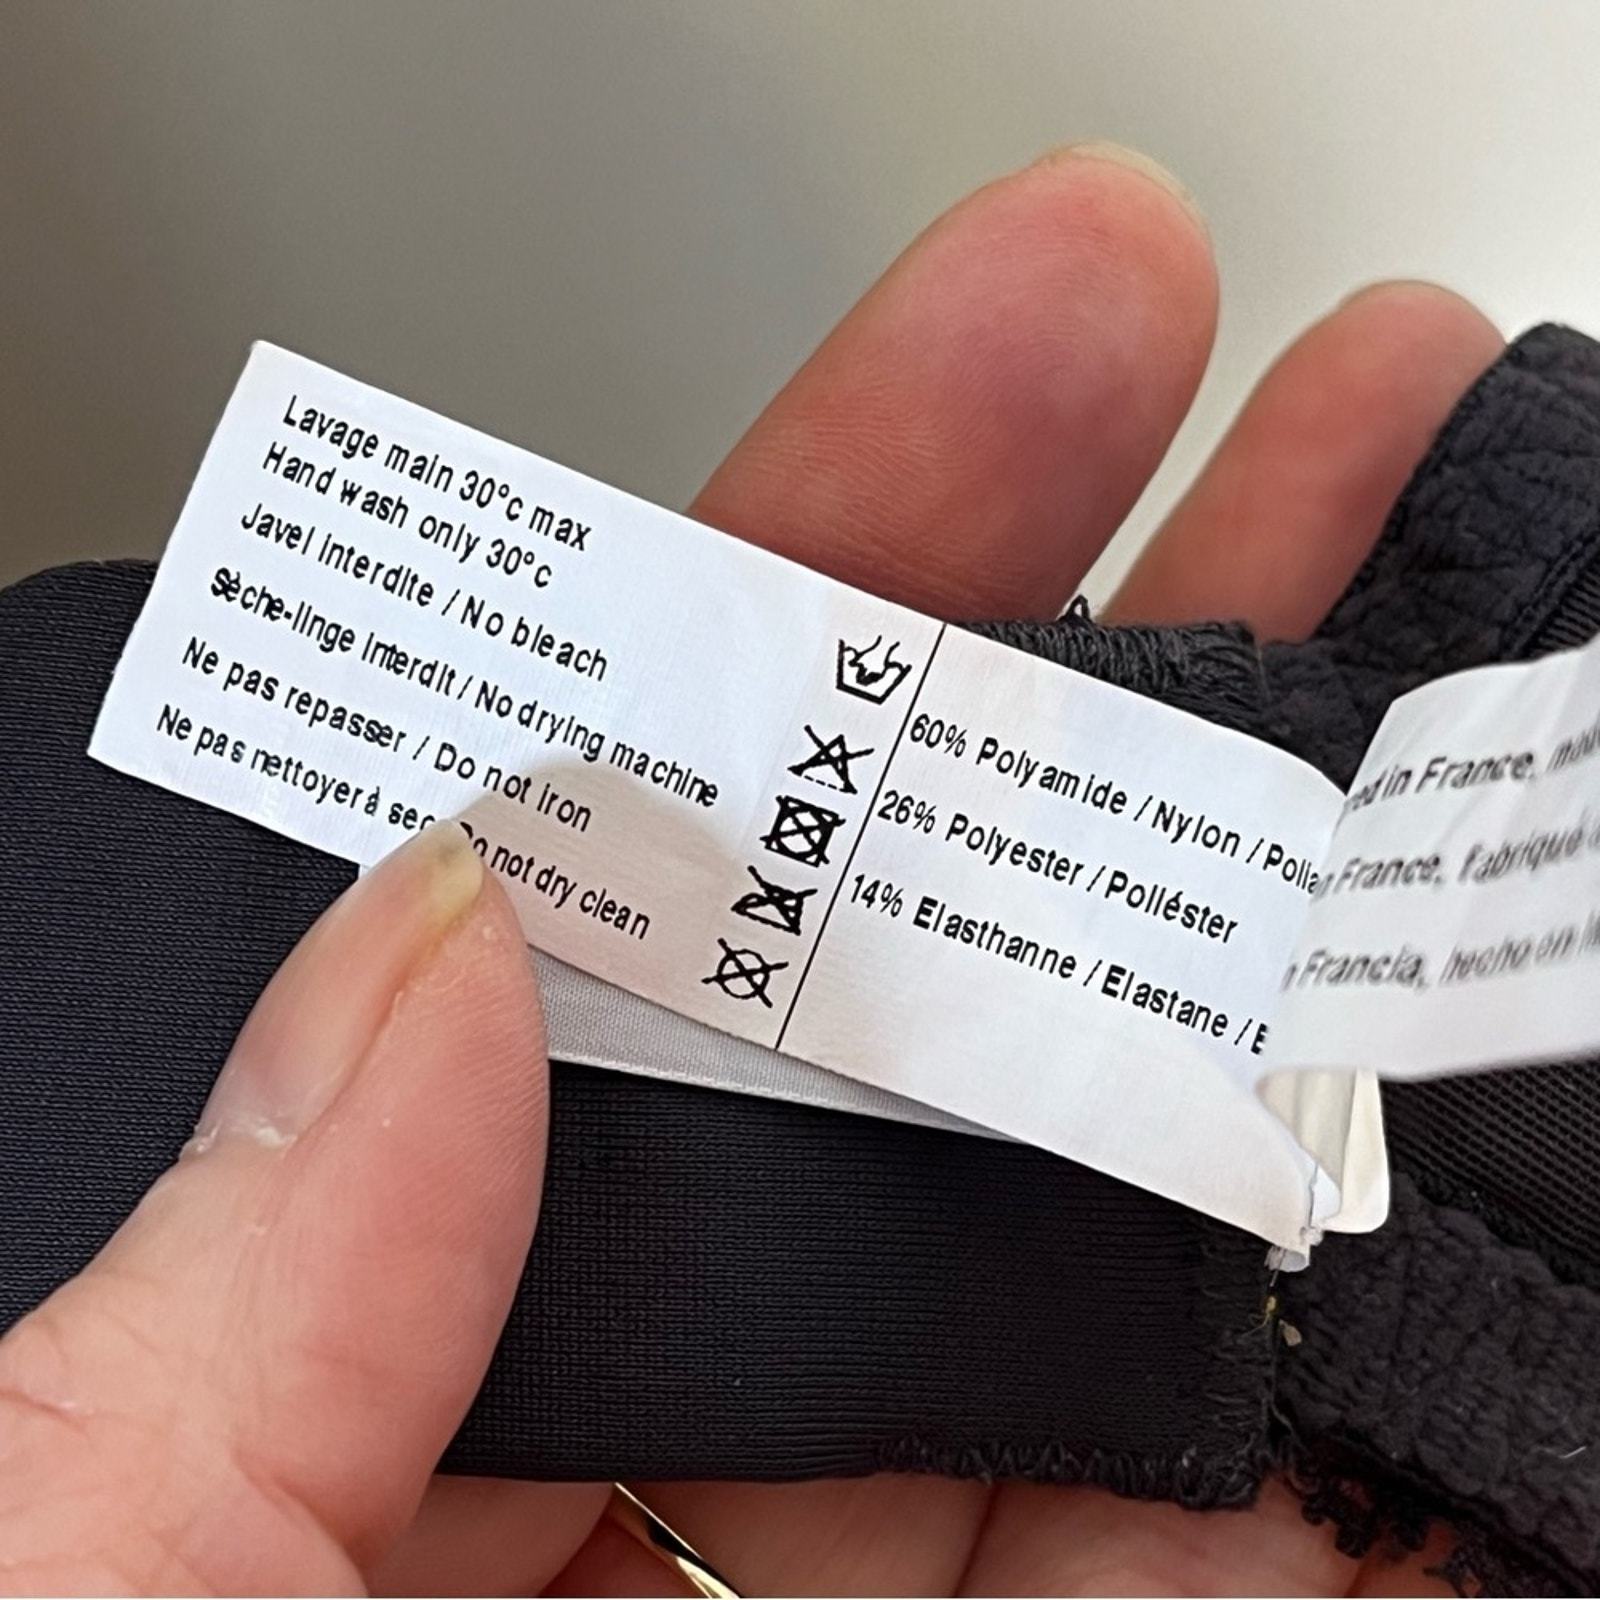 Lavage main 30°c max
Hand wash only 30°c
Javel interdite / No bleach
Sèche-linge interdit / No drying machine
Ne pas repasser / Do not iron
Ne pas nettoyer à sec Do not dry clean
60% Polyamide / Nylon /
26% Polyester / Poliéster
14% Elasthanne / Elastane /
in France,
France, fabriqué
Francia, hecho en